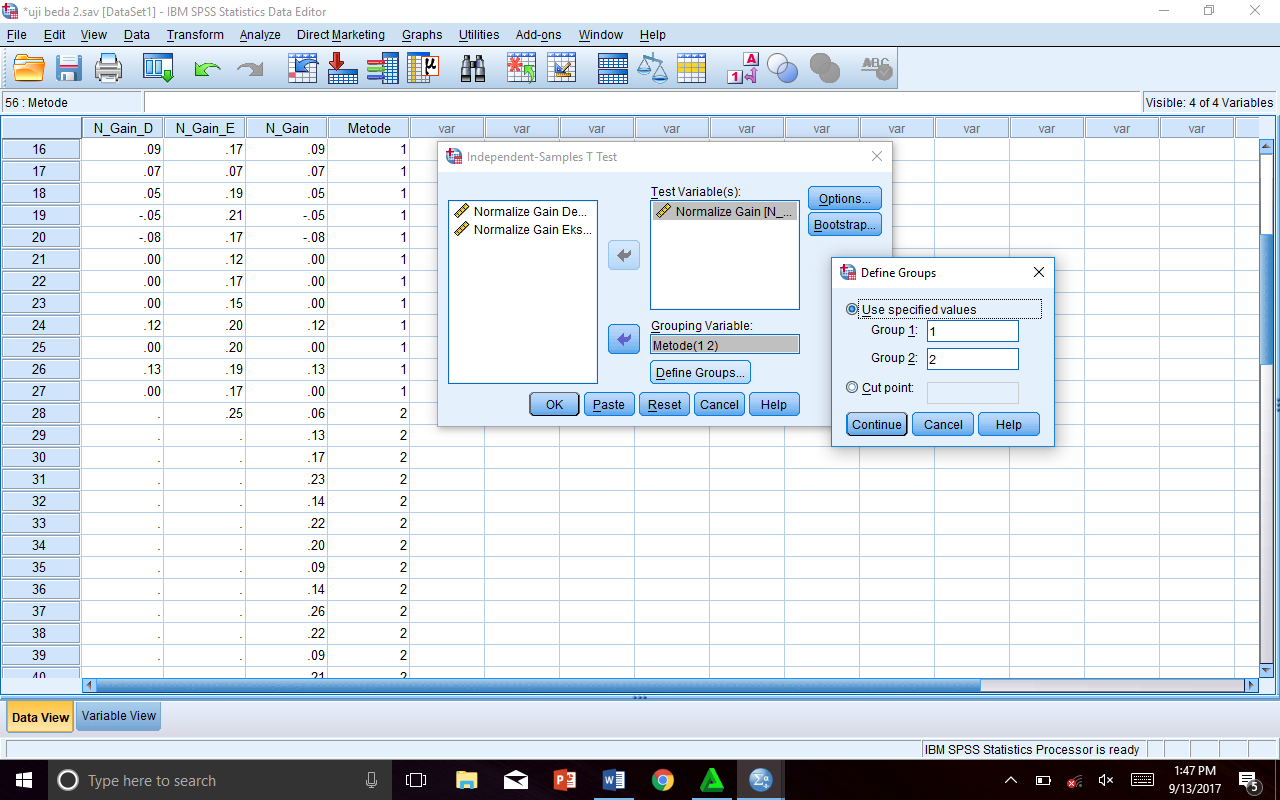 *uji beda 2.sav [DataSet1] - IBM SPSS Statistics Data Editor
File Edit View Data Transform Analyze Direct Marketing Graphs Utilities Add-ons Window Help
56 : Metode
Visible: 4 of 4 Variables
N_Gain_D N_Gain_E N_Gain Metode var var var var var var var var var var var
16 .09 .17 .09 1
17 .07 .07 .07 1
18 .05 .19 .05 1
19 -.05 .21 -.05 1
20 -.08 .17 -.08 1
21 .00 .12 .00 1
22 .00 .17 .00 1
23 .00 .15 .00 1
24 .12 .20 .12 1
25 .00 .20 .00 1
26 .13 .19 .13 1
27 .00 .17 .00 1
28 . .25 .06 2
29 . . .13 2
30 . . .17 2
31 . . .23 2
32 . . .14 2
33 . . .22 2
34 . . .20 2
35 . . .09 2
36 . . .14 2
37 . . .26 2
38 . . .22 2
39 . . .09 2
40 .21 2
Independent-Samples T Test
Normalize Gain De...
Normalize Gain Eks...
Test Variable(s):
Normalize Gain [N_...
Options...
Bootstrap...
Grouping Variable:
Metode(1 2)
Define Groups...
OK Paste Reset Cancel Help
Define Groups
Use specified values
Group 1: 1
Group 2: 2
Cut point:
Continue Cancel Help
Data View Variable View
IBM SPSS Statistics Processor is ready
Type here to search
1:47 PM
9/13/2017
5